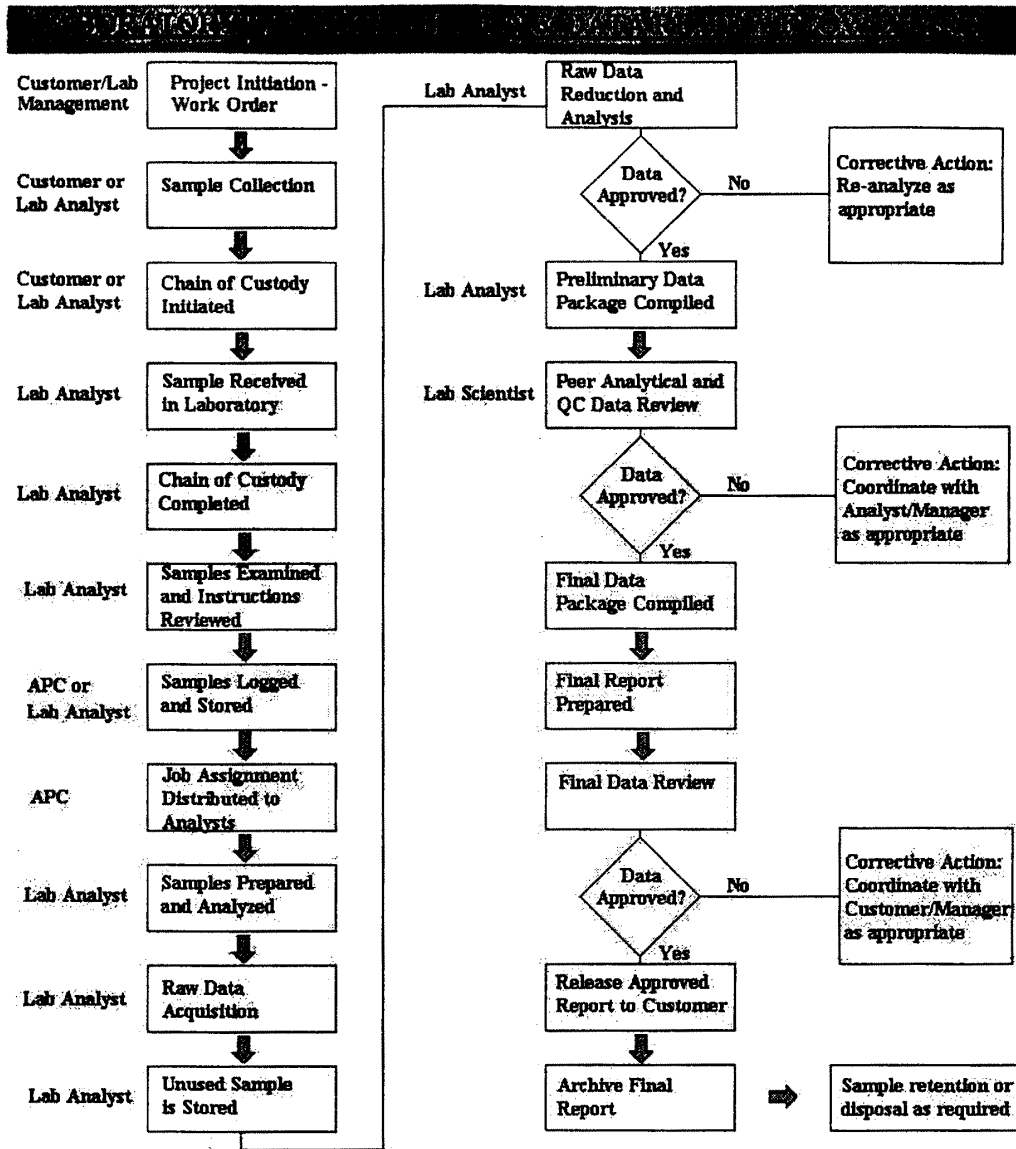 Customer/Lab
Management
Project Initiation -
Work Order
Customer or
Lab Analyst
Sample Collection
Customer or
Lab Analyst
Chain of Custody
Initiated
Lab Analyst
Sample Received
in Laboratory
Lab Analyst
Chain of Custody
Completed
Lab Analyst
Samples Examined
and Instructions
Reviewed
APC or
Lab Analyst
Samples Logged
and Stored
APC
Job Assignment
Distributed to
Analysts
Lab Analyst
Samples Prepared
and Analyzed
Lab Analyst
Raw Data
Acquisition
Lab Analyst
Unused Sample
is Stored
Lab Analyst
Raw Data
Reduction and
Analysis
Data
Approved?
No
Corrective Action:
Re-analyze as
appropriate
Yes
Lab Analyst
Preliminary Data
Package Compiled
Lab Scientist
Peer Analytical and
QC Data Review
Data
Approved?
No
Corrective Action:
Coordinate with
Analyst/Manager
as appropriate
Yes
Final Data
Package Compiled
Final Report
Prepared
Final Data Review
Data
Approved?
No
Corrective Action:
Coordinate with
Customer/Manager
as appropriate
Yes
Release Approved
Report to Customer
Archive Final
Report
Sample retention or
disposal as required